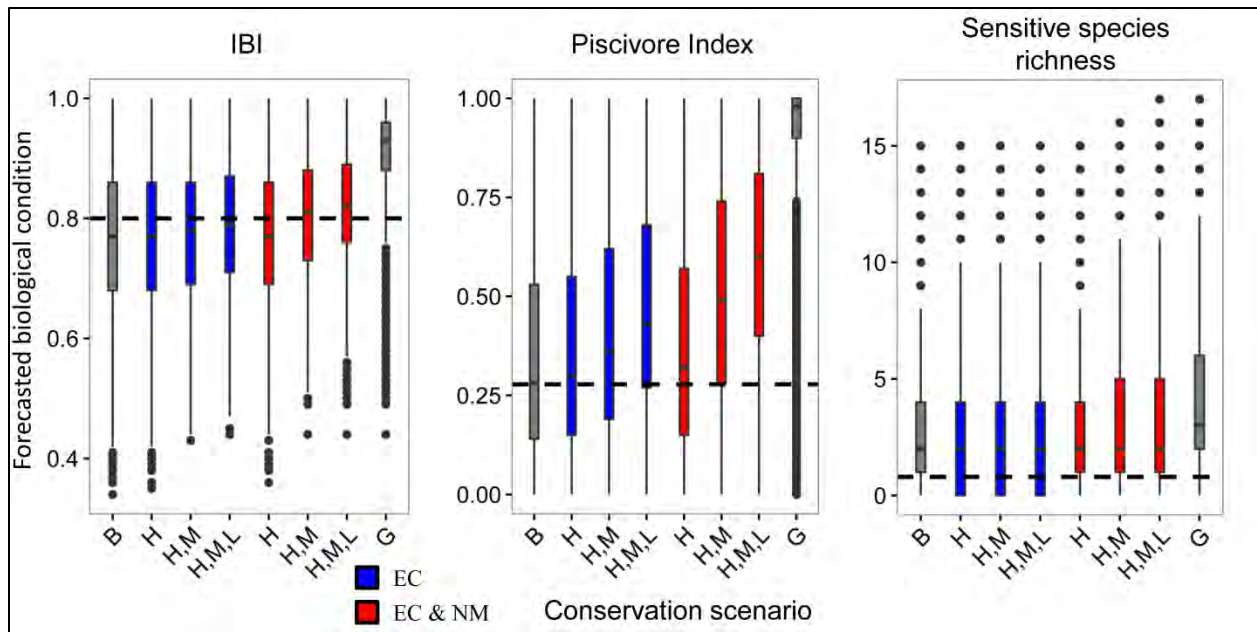 IBI
Piscivore Index
Sensitive species
richness
Forecasted biological condition
1.0
0.8
0.6
0.4
B
H
H,M
H,M,L
H
H,M
H,M,L
G
1.00
0.75
0.50
0.25
0.00
B
H
H,M
H,M,L
H
H,M
H,M,L
G
15
10
5
0
B
H
H,M
H,M,L
H
H,M
H,M,L
G
EC
EC & NM
Conservation scenario